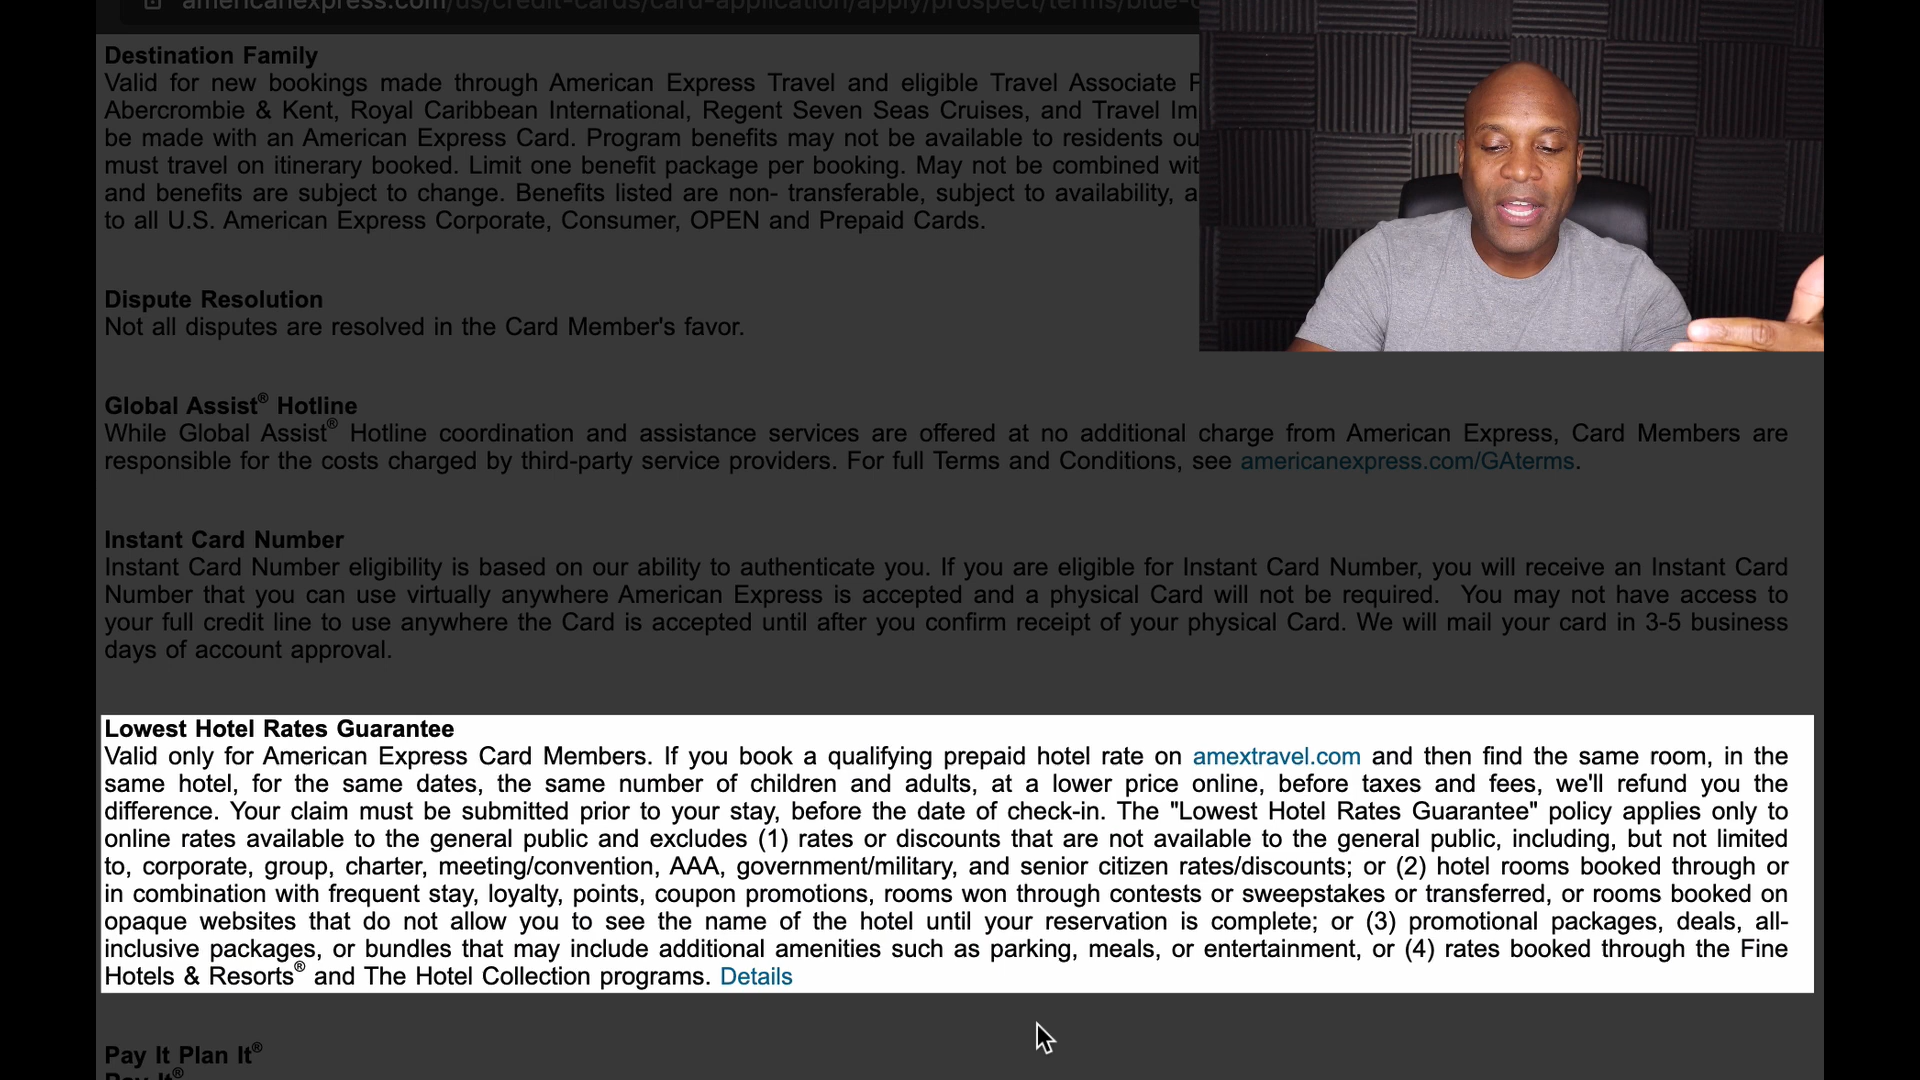 americanexpress.com/us/credit-cards/card-application/apply/prospect/terms/blue-
Destination Family
Valid for new bookings made through American Express Travel and eligible Travel Associate
Abercrombie & Kent, Royal Caribbean International, Regent Seven Seas Cruises, and Travel
be made with an American Express Card. Program benefits may not be available to residents
must travel on itinerary booked. Limit one benefit package per booking. May not be combined
and benefits are subject to change. Benefits listed are non- transferable, subject to availability,
to all U.S. American Express Corporate, Consumer, OPEN and Prepaid Cards.
Dispute Resolution
Not all disputes are resolved in the Card Member's favor.
Global Assist® Hotline
While Global Assist® Hotline coordination and assistance services are offered at no additional charge from American Express, Card Members are
responsible for the costs charged by third-party service providers. For full Terms and Conditions, see americanexpress.com/GAterms.
Instant Card Number
Instant Card Number eligibility is based on our ability to authenticate you. If you are eligible for Instant Card Number, you will receive an Instant Card
Number that you can use virtually anywhere American Express is accepted and a physical Card will not be required. You may not have access to
your full credit line to use anywhere the Card is accepted until after you confirm receipt of your physical Card. We will mail your card in 3-5 business
days of account approval.
Lowest Hotel Rates Guarantee
Valid only for American Express Card Members. If you book a qualifying prepaid hotel rate on amextravel.com and then find the same room, in the
same hotel, for the same dates, the same number of children and adults, at a lower price online, before taxes and fees, we'll refund you the
difference. Your claim must be submitted prior to your stay, before the date of check-in. The "Lowest Hotel Rates Guarantee" policy applies only to
online rates available to the general public and excludes (1) rates or discounts that are not available to the general public, including, but not limited
to, corporate, group, charter, meeting/convention, AAA, government/military, and senior citizen rates/discounts; or (2) hotel rooms booked through or
in combination with frequent stay, loyalty, points, coupon promotions, rooms won through contests or sweepstakes or transferred, or rooms booked on
opaque websites that do not allow you to see the name of the hotel until your reservation is complete; or (3) promotional packages, deals, all-
inclusive packages, or bundles that may include additional amenities such as parking, meals, or entertainment, or (4) rates booked through the Fine
Hotels & Resorts® and The Hotel Collection programs. Details
Pay It Plan It®
Pay It®